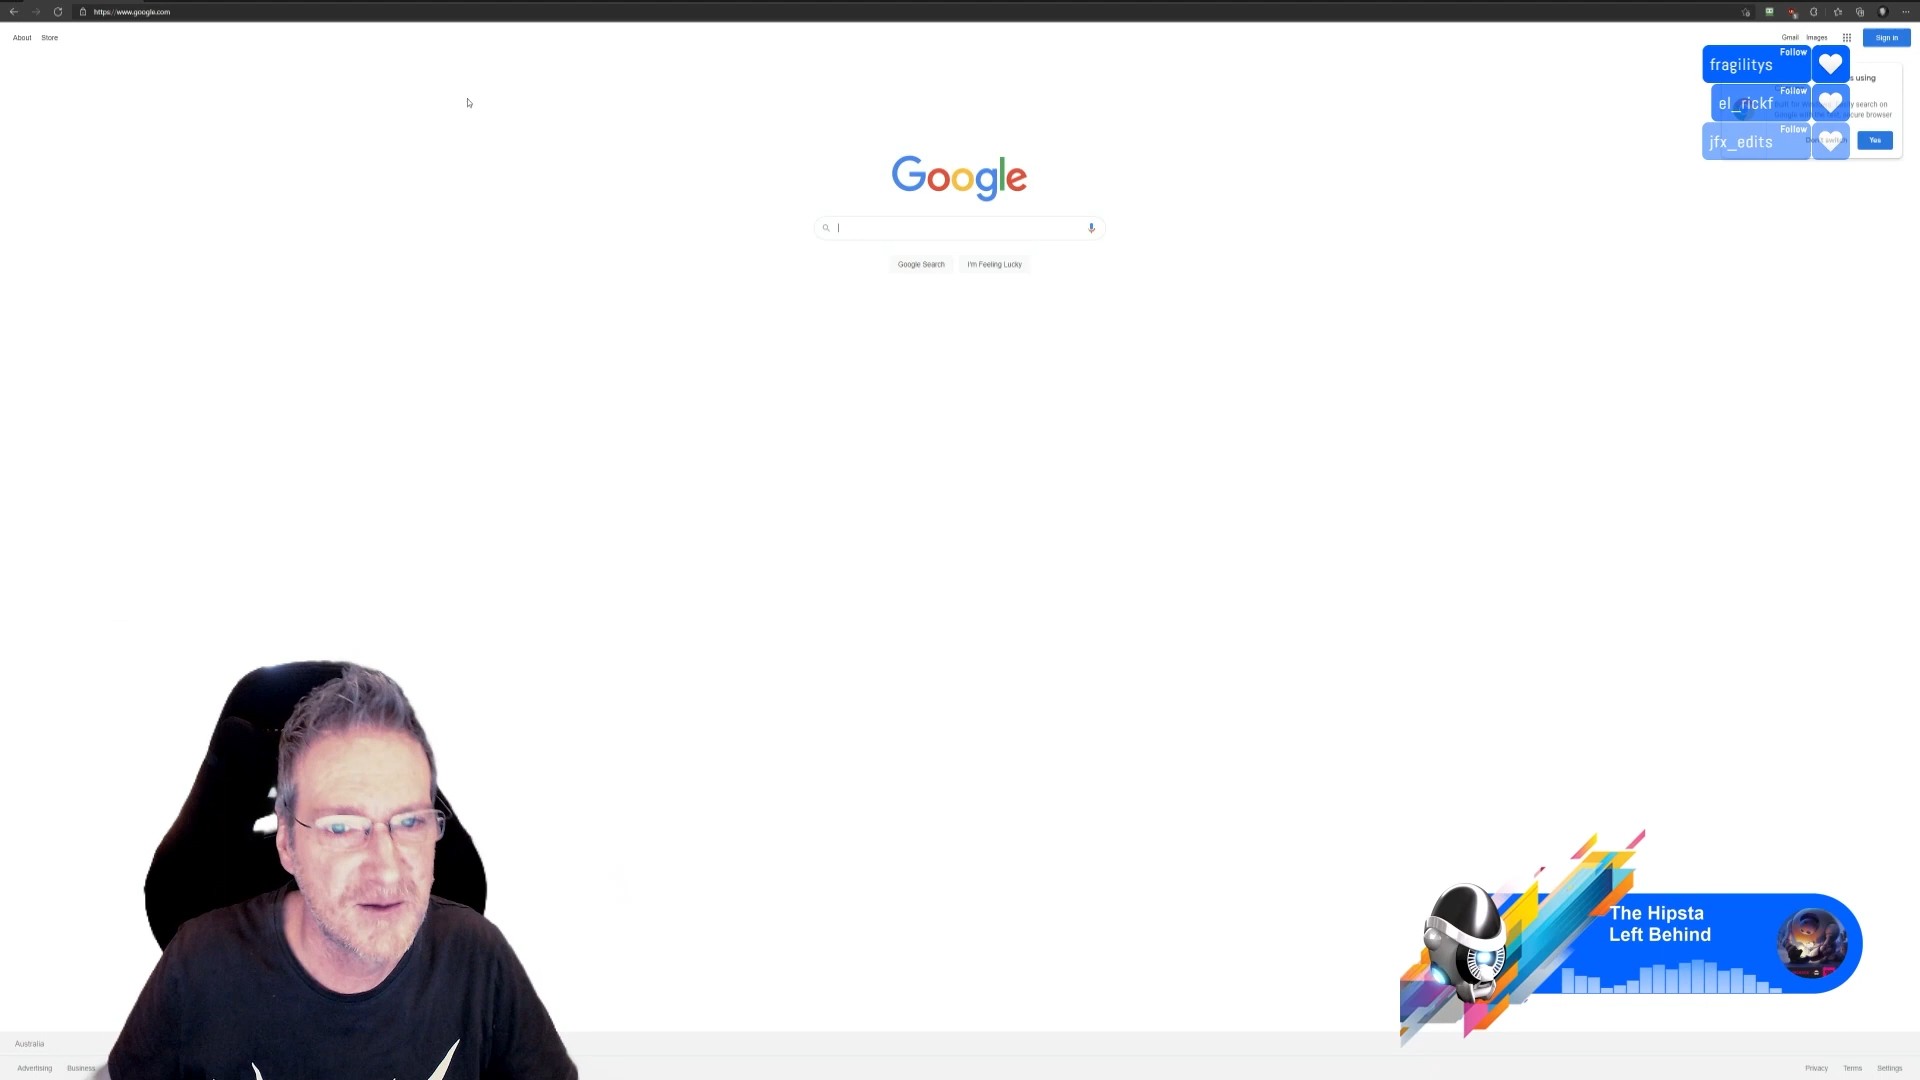 https://www.google.com
About Store
Gmail Images Sign in
Follow
fragilitys
s using
Follow
el_rickf
search on
secure browser
Follow
jfx_edits
Yes
Google
Google Search I'm Feeling Lucky
The Hipsta
Left Behind
Australia
Advertising Business
Privacy Terms Settings